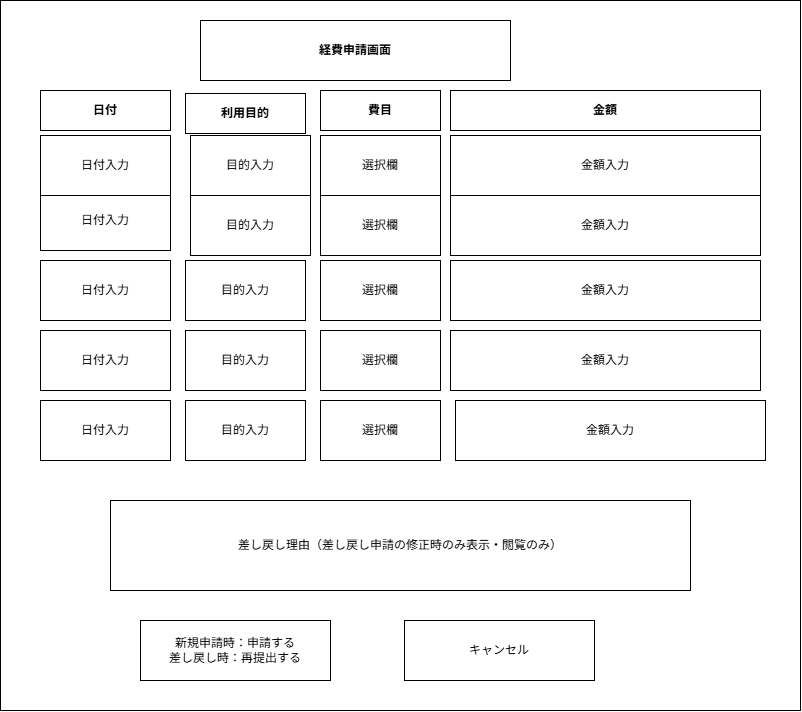 経費申請画面
日付 利用目的 費目 金額
日付入力 目的入力 選択欄 金額入力
日付入力 目的入力 選択欄 金額入力
日付入力 目的入力 選択欄 金額入力
日付入力 目的入力 選択欄 金額入力
日付入力 目的入力 選択欄 金額入力
差し戻し理由（差し戻し申請の修正時のみ表示・閲覧のみ）
新規申請時：申請する
差し戻し時：再提出する
キャンセル